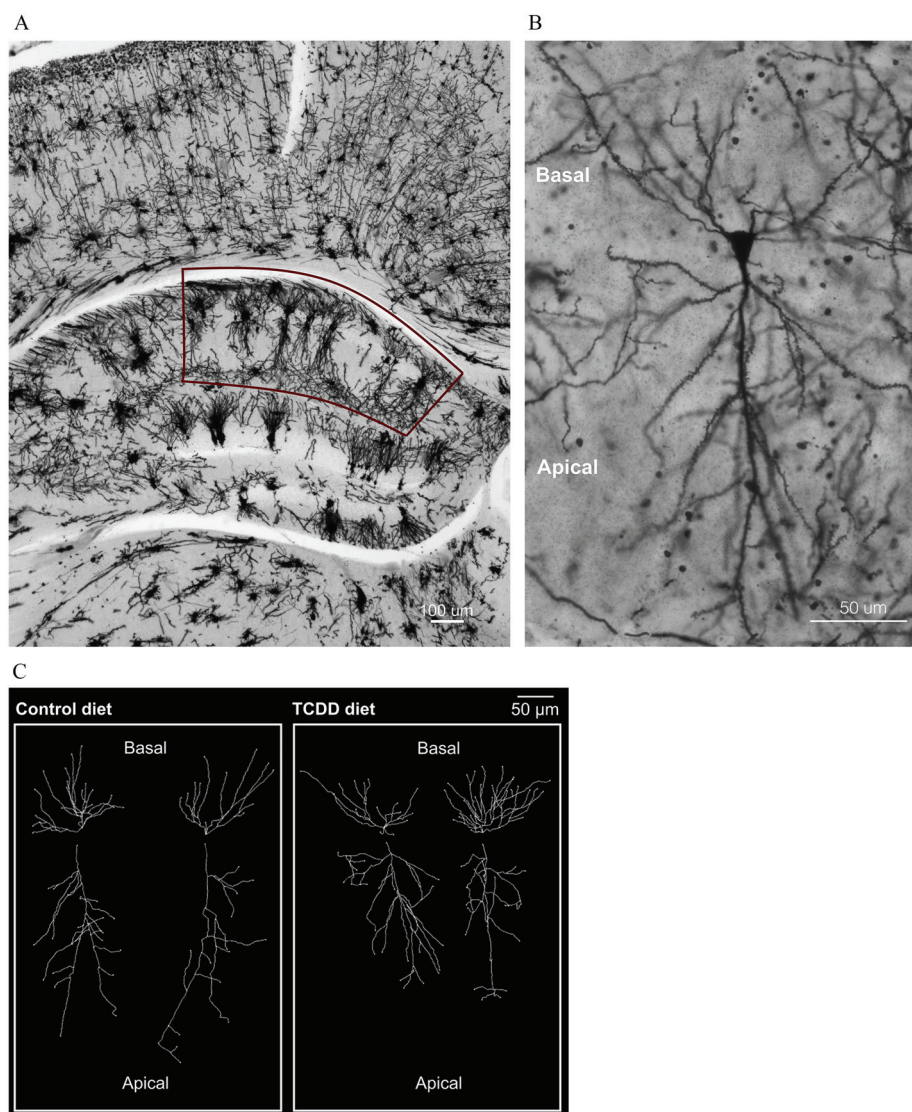 A
B
Basal
Apical
100 um
50 um
C
Control diet
TCDD diet
50 µm
Basal
Basal
Apical
Apical